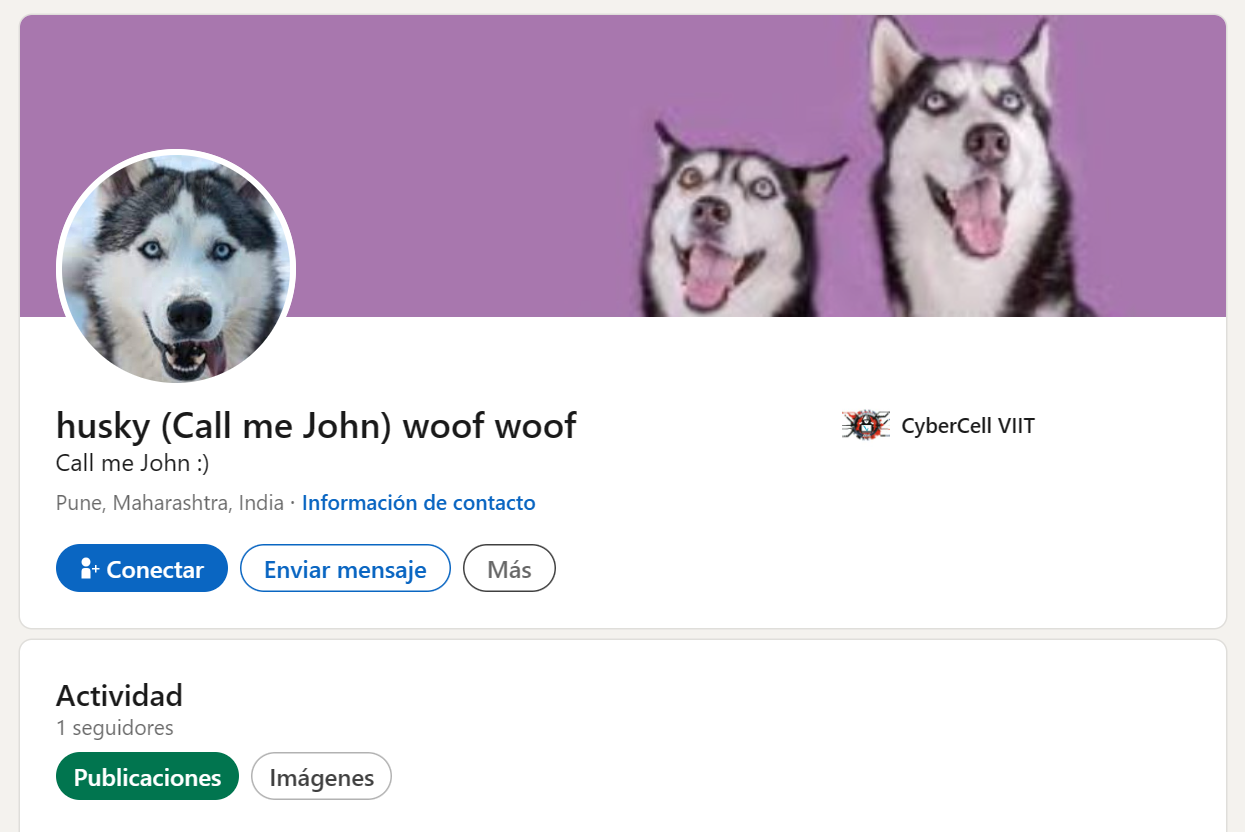 husky (Call me John) woof woof
CyberCell VIIT
Call me John :)
Pune, Maharashtra, India · Información de contacto
Conectar
Enviar mensaje
Más
Actividad
1 seguidores
Publicaciones
Imágenes